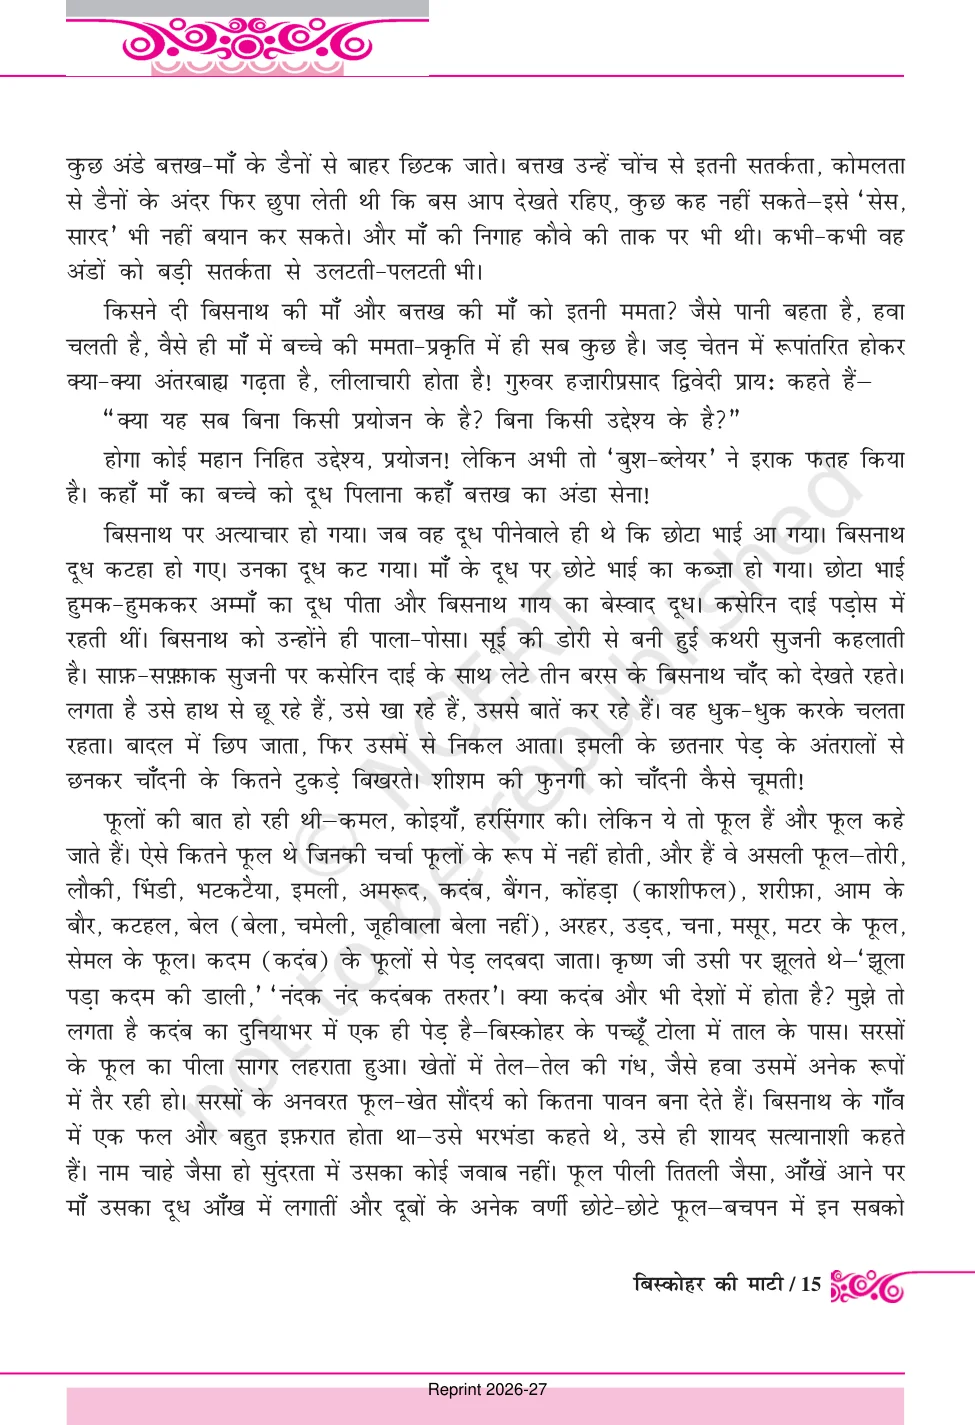 कुछ अंडे बत्तख-माँ के डैनों से बाहर छिटक जाते। बत्तख उन्हें चोंच से इतनी सतर्कता, कोमलता
से डैनों के अंदर फिर छुपा लेती थी कि बस आप देखते रहिए, कुछ कह नहीं सकते–इसे ‘सेस,
सारद’ भी नहीं बयान कर सकते। और माँ की निगाह कौवे की ताक पर भी थी। कभी-कभी वह
अंडों को बड़ी सतर्कता से उलटती-पलटती भी।
किसने दी बिसनाथ की माँ और बत्तख की माँ को इतनी ममता? जैसे पानी बहता है, हवा
चलती है, वैसे ही माँ में बच्चे की ममता-प्रकृति में ही सब कुछ है। जड़ चेतन में रूपांतरित होकर
क्या-क्या अंतरबाह्य गढ़ता है, लीलाचारी होता है! गुरुवर हज़ारीप्रसाद द्विवेदी प्राय: कहते हैं–
“क्या यह सब बिना किसी प्रयोजन के है? बिना किसी उद्देश्य के है?”
होगा कोई महान निहित उद्देश्य, प्रयोजन! लेकिन अभी तो ‘बुश-ब्लेयर’ ने इराक फतह किया
है। कहाँ माँ का बच्चे को दूध पिलाना कहाँ बत्तख का अंडा सेना!
बिसनाथ पर अत्याचार हो गया। जब वह दूध पीनेवाले ही थे कि छोटा भाई आ गया। बिसनाथ
दूध कटहा हो गए। उनका दूध कट गया। माँ के दूध पर छोटे भाई का कब्ज़ा हो गया। छोटा भाई
हुमक-हुमककर अम्माँ का दूध पीता और बिसनाथ गाय का बेस्वाद दूध। कसेरिन दाई पड़ोस में
रहती थीं। बिसनाथ को उन्होंने ही पाला-पोसा। सूई की डोरी से बनी हुई कथरी सुजनी कहलाती
है। साफ़-सफ़्फ़ाक सुजनी पर कसेरिन दाई के साथ लेटे तीन बरस के बिसनाथ चाँद को देखते रहते।
लगता है उसे हाथ से छू रहे हैं, उसे खा रहे हैं, उससे बातें कर रहे हैं। वह धुक-धुक करके चलता
रहता। बादल में छिप जाता, फिर उसमें से निकल आता। इमली के छतनार पेड़ के अंतरालों से
छनकर चाँदनी के कितने टुकड़े बिखरते। शीशम की फुनगी को चाँदनी कैसे चूमती!
फूलों की बात हो रही थी–कमल, कोइयाँ, हरसिंगार की। लेकिन ये तो फूल हैं और फूल कहे
जाते हैं। ऐसे कितने फूल थे जिनकी चर्चा फूलों के रूप में नहीं होती, और हैं वे असली फूल–तोरी,
लौकी, भिंडी, भटकटैया, इमली, अमरूद, कदंब, बैंगन, कोंहड़ा (काशीफल), शरीफ़ा, आम के
बौर, कटहल, बेल (बेला, चमेली, जूहीवाला बेला नहीं), अरहर, उड़द, चना, मसूर, मटर के फूल,
सेमल के फूल। कदम (कदंब) के फूलों से पेड़ लदबदा जाता। कृष्ण जी उसी पर झूलते थे–‘झूला
पड़ा कदम की डाली,’ ‘नंदक नंद कदंबक तरुतर’। क्या कदंब और भी देशों में होता है? मुझे तो
लगता है कदंब का दुनियाभर में एक ही पेड़ है–बिस्कोहर के पच्छूँ टोला में ताल के पास। सरसों
के फूल का पीला सागर लहराता हुआ। खेतों में तेल–तेल की गंध, जैसे हवा उसमें अनेक रूपों
में तैर रही हो। सरसों के अनवरत फूल-खेत सौंदर्य को कितना पावन बना देते हैं। बिसनाथ के गाँव
में एक फल और बहुत इफ़रात होता था–उसे भरभंडा कहते थे, उसे ही शायद सत्यानाशी कहते
हैं। नाम चाहे जैसा हो सुंदरता में उसका कोई जवाब नहीं। फूल पीली तितली जैसा, आँखें आने पर
माँ उसका दूध आँख में लगातीं और दूबों के अनेक वर्णी छोटे-छोटे फूल–बचपन में इन सबको
बिस्कोहर की माटी / 15
Reprint 2026-27
© NCERT
not to be republished